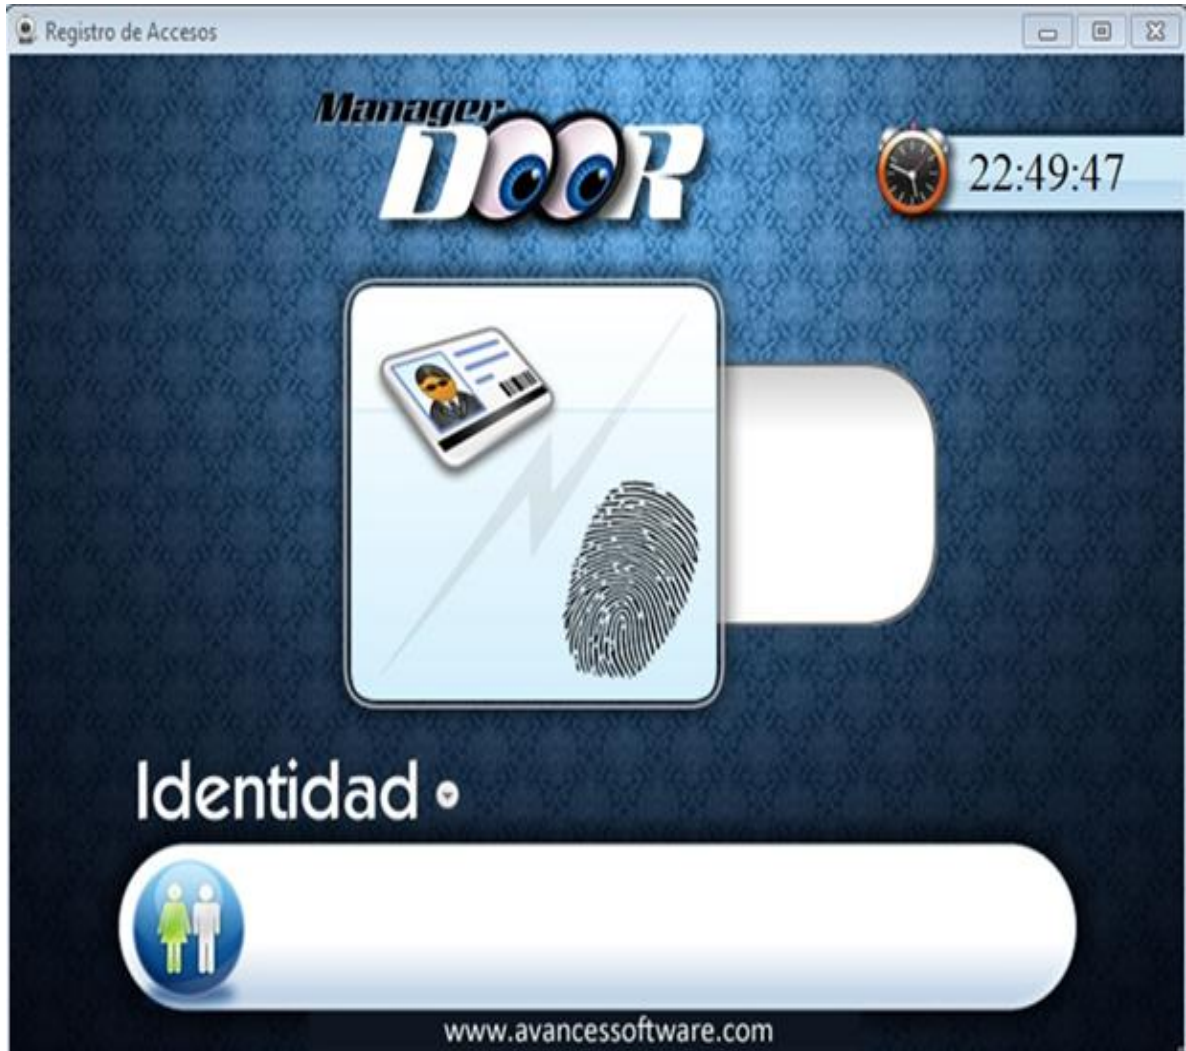 Registro de Accesos
Manager
DOOR
22:49:47
Identidad
www.avancessoftware.com